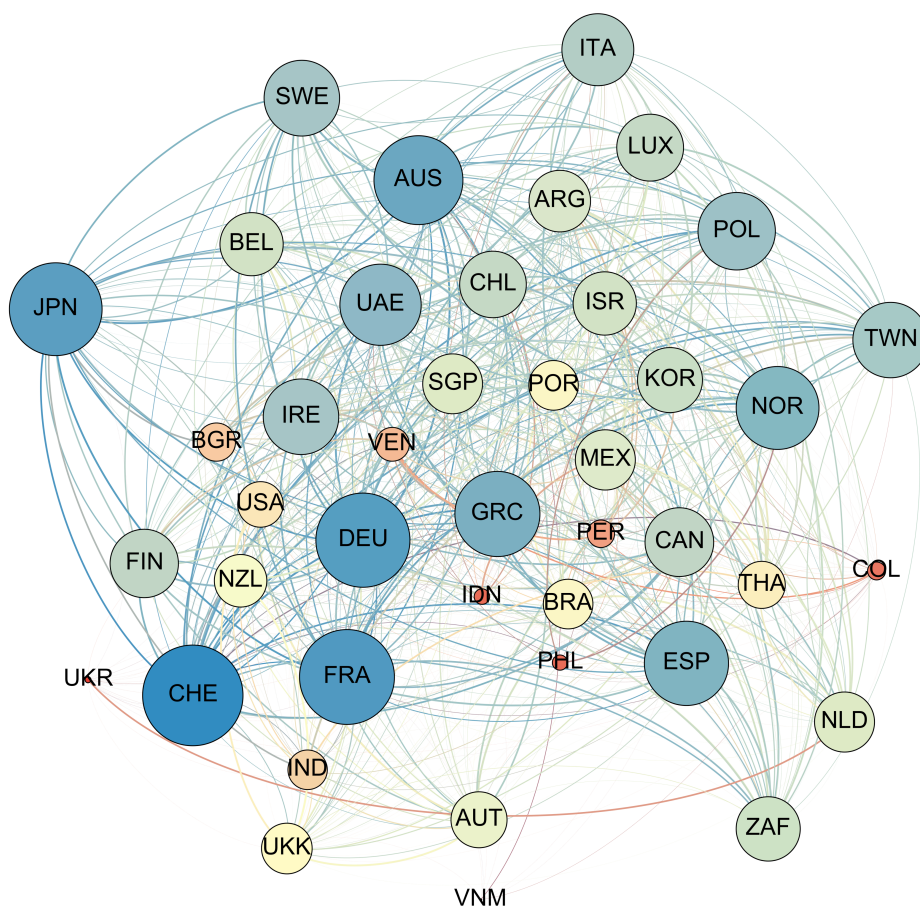 ITA
SWE
LUX
AUS
ARG
POL
BEL
CHL
UAE
ISR
JPN
TWN
SGP
POR
KOR
NOR
IRE
BGR
VEN
MEX
USA
GRC
DEU
PER
CAN
FIN
NZL
IDN
BRA
THA
COL
UKR
CHE
FRA
PHL
ESP
NLD
IND
AUT
ZAF
UKK
VNM